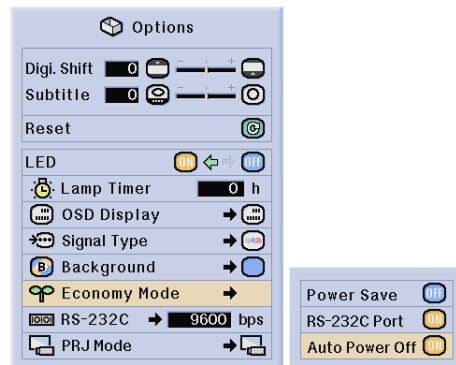 Options
Digi. Shift 0 - +
Subtitle 0 - +
Reset
LED ON OFF
Lamp Timer 0 h
OSD Display
Signal Type
B Background
Economy Mode
RS-232C 9600 bps
PRJ Mode
Power Save OFF
RS-232C Port ON
Auto Power Off ON